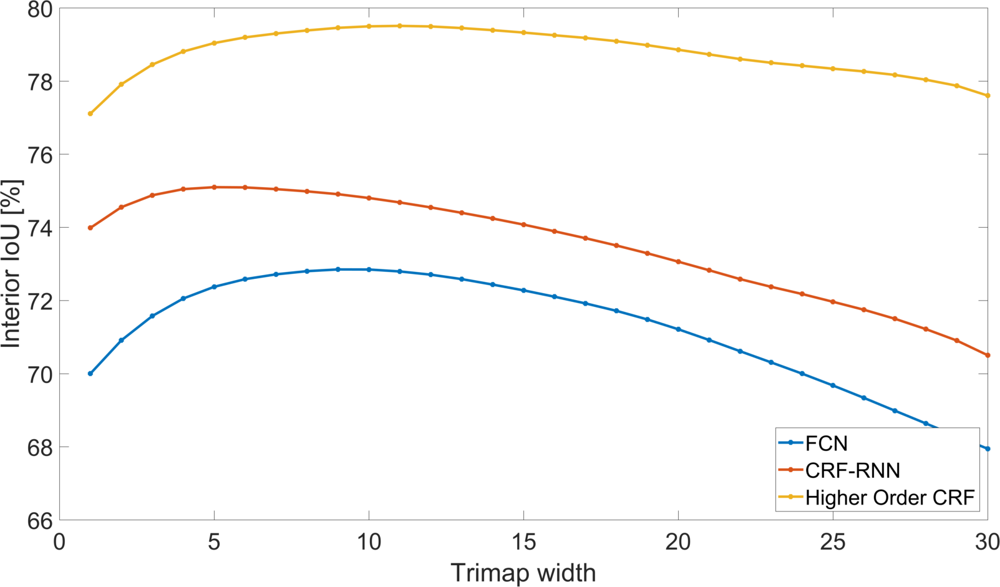 80
78
76
74
72
70
68
66
Interior IoU [%]
0 5 10 15 20 25 30
Trimap width
FCN
CRF-RNN
Higher Order CRF